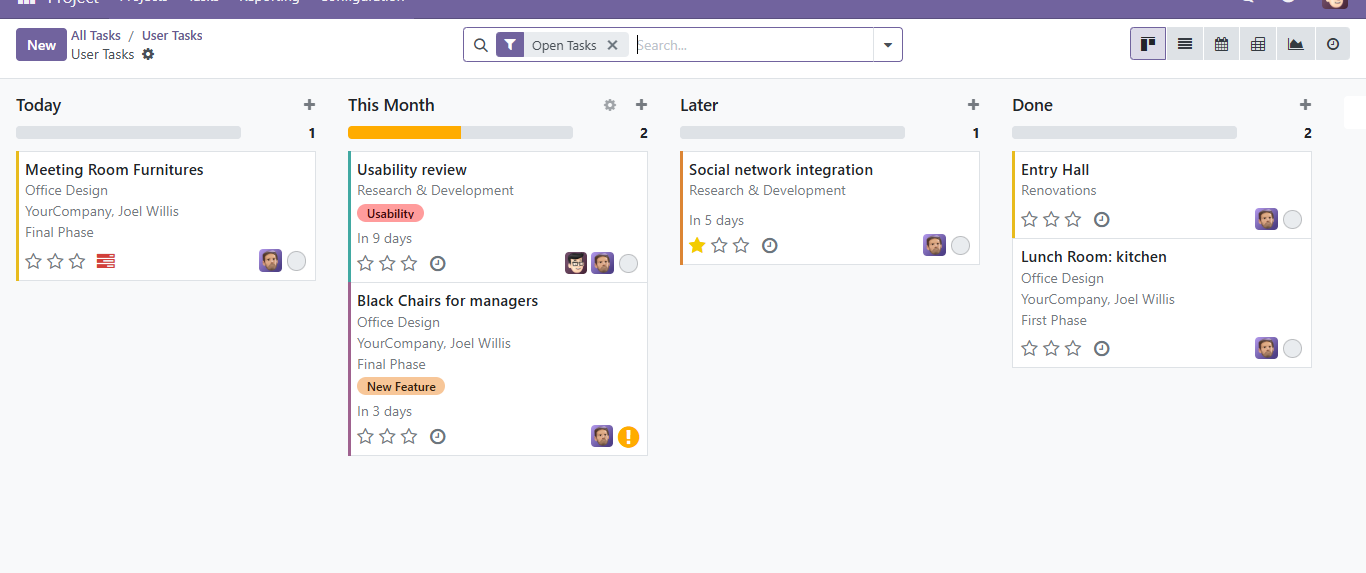 Project Projects Tasks Reporting Configuration
New
All Tasks / User Tasks
User Tasks
Open Tasks
Search...
Today
1
Meeting Room Furnitures
Office Design
YourCompany, Joel Willis
Final Phase
This Month
2
Usability review
Research & Development
Usability
In 9 days
Black Chairs for managers
Office Design
YourCompany, Joel Willis
Final Phase
New Feature
In 3 days
Later
1
Social network integration
Research & Development
In 5 days
Done
2
Entry Hall
Renovations
Lunch Room: kitchen
Office Design
YourCompany, Joel Willis
First Phase